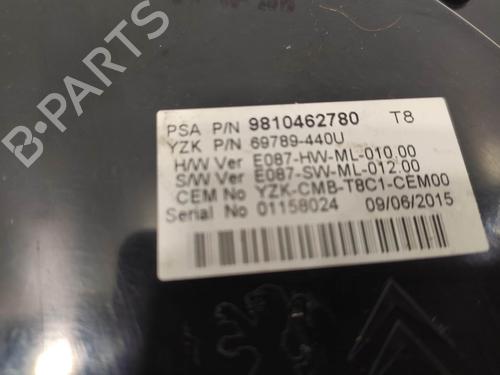 PSA P/N 9810462780 T8
YZK P/N 69789-440U
H/W Ver E087-HW-ML-010.00
S/W Ver E087-SW-ML-012.00
CEM No YZK-CMB-T8C1-CEM00
Serial No 01158024 09/06/2015
B-PARTS